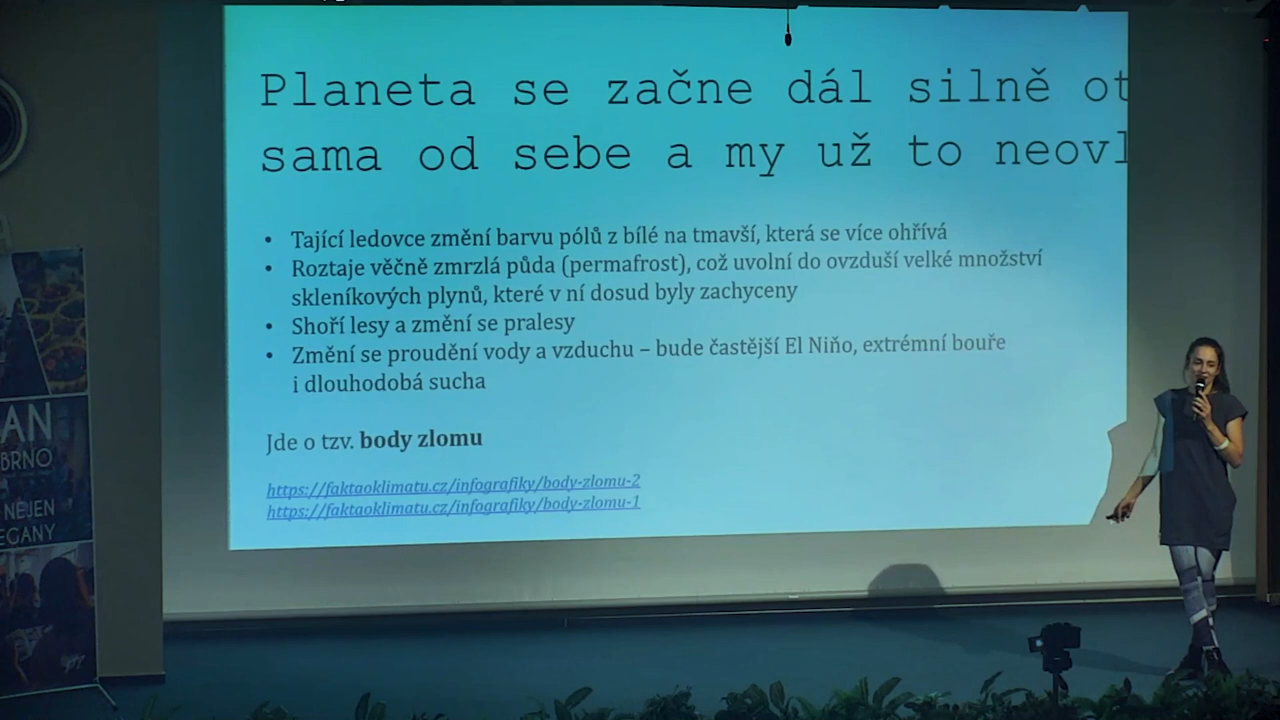 Planeta se začne dál silně ot
sama od sebe a my už to neovl
• Tající ledovce změní barvu pólů z bílé na tmavší, která se více ohřívá
• Roztaje věčně zmrzlá půda (permafrost), což uvolní do ovzduší velké množství
skleníkových plynů, které v ní dosud byly zachyceny
• Shoří lesy a změní se pralesy
• Změní se proudění vody a vzduchu – bude častější El Niňo, extrémní bouře
i dlouhodobá sucha
Jde o tzv. body zlomu
https://faktaoklimatu.cz/infografiky/body-zlomu-2
https://faktaoklimatu.cz/infografiky/body-zlomu-1
AN
BRNO
NEJEN
EGANY